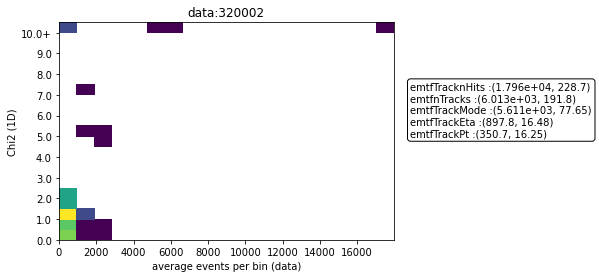 data:320002
10.0+
9.0
8.0
7.0
6.0
5.0
4.0
3.0
2.0
1.0
0.0
Chi2 (1D)
0 2000 4000 6000 8000 10000 12000 14000 16000
average events per bin (data)
emtfTracknHits :(1.796e+04, 228.7)
emtfnTracks :(6.013e+03, 191.8)
emtfTrackMode :(5.611e+03, 77.65)
emtfTrackEta :(897.8, 16.48)
emtfTrackPt :(350.7, 16.25)